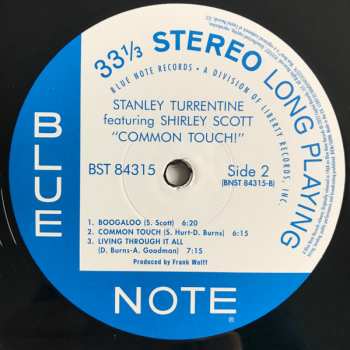 33⅓ STEREO LONG PLAYING
BLUE NOTE RECORDS • A DIVISION OF LIBERTY RECORDS, INC.
STANLEY TURRENTINE
featuring SHIRLEY SCOTT
"COMMON TOUCH!"
BST 84315
Side 2
(BNST 84315-B)
1. BOOGALOO (S. Scott) 6:20
2. COMMON TOUCH (S. Hurt-D. Burns) 6:00
3. LIVING THROUGH IT ALL
(D. Burns-A. Goodman) 7:15
Produced by Frank Wolff
BLUE
NOTE®